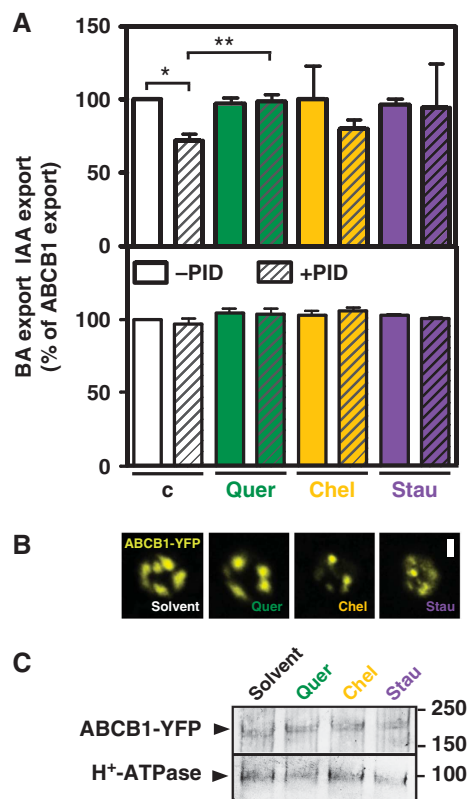 A
150
* **
100
50
0
BA export IAA export
(% of ABCB1 export)
–PID +PID
100
50
0
c Quer Chel Stau
B
ABCB1-YFP
Solvent Quer Chel Stau
C
Solvent Quer Chel Stau
250
ABCB1-YFP
150
H+-ATPase 100